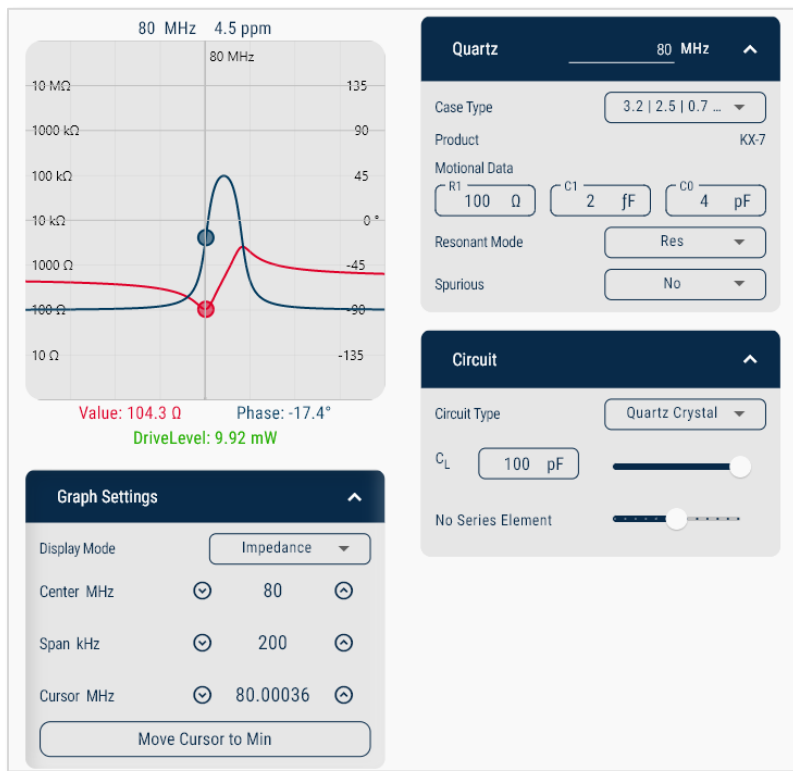 80 MHz 4.5 ppm
80 MHz
10 MΩ 135
1000 kΩ 90
100 kΩ 45
10 kΩ 0 °
1000 Ω -45
100 Ω -90
10 Ω -135
Value: 104.3 Ω Phase: -17.4°
DriveLevel: 9.92 mW
Graph Settings
Display Mode Impedance
Center MHz 80
Span kHz 200
Cursor MHz 80.00036
Move Cursor to Min
Quartz 80 MHz
Case Type 3.2 | 2.5 | 0.7 ...
Product KX-7
Motional Data
R1 C1 C0
100 Ω 2 ƒF 4 pF
Resonant Mode Res
Spurious No
Circuit
Circuit Type Quartz Crystal
CL 100 pF
No Series Element